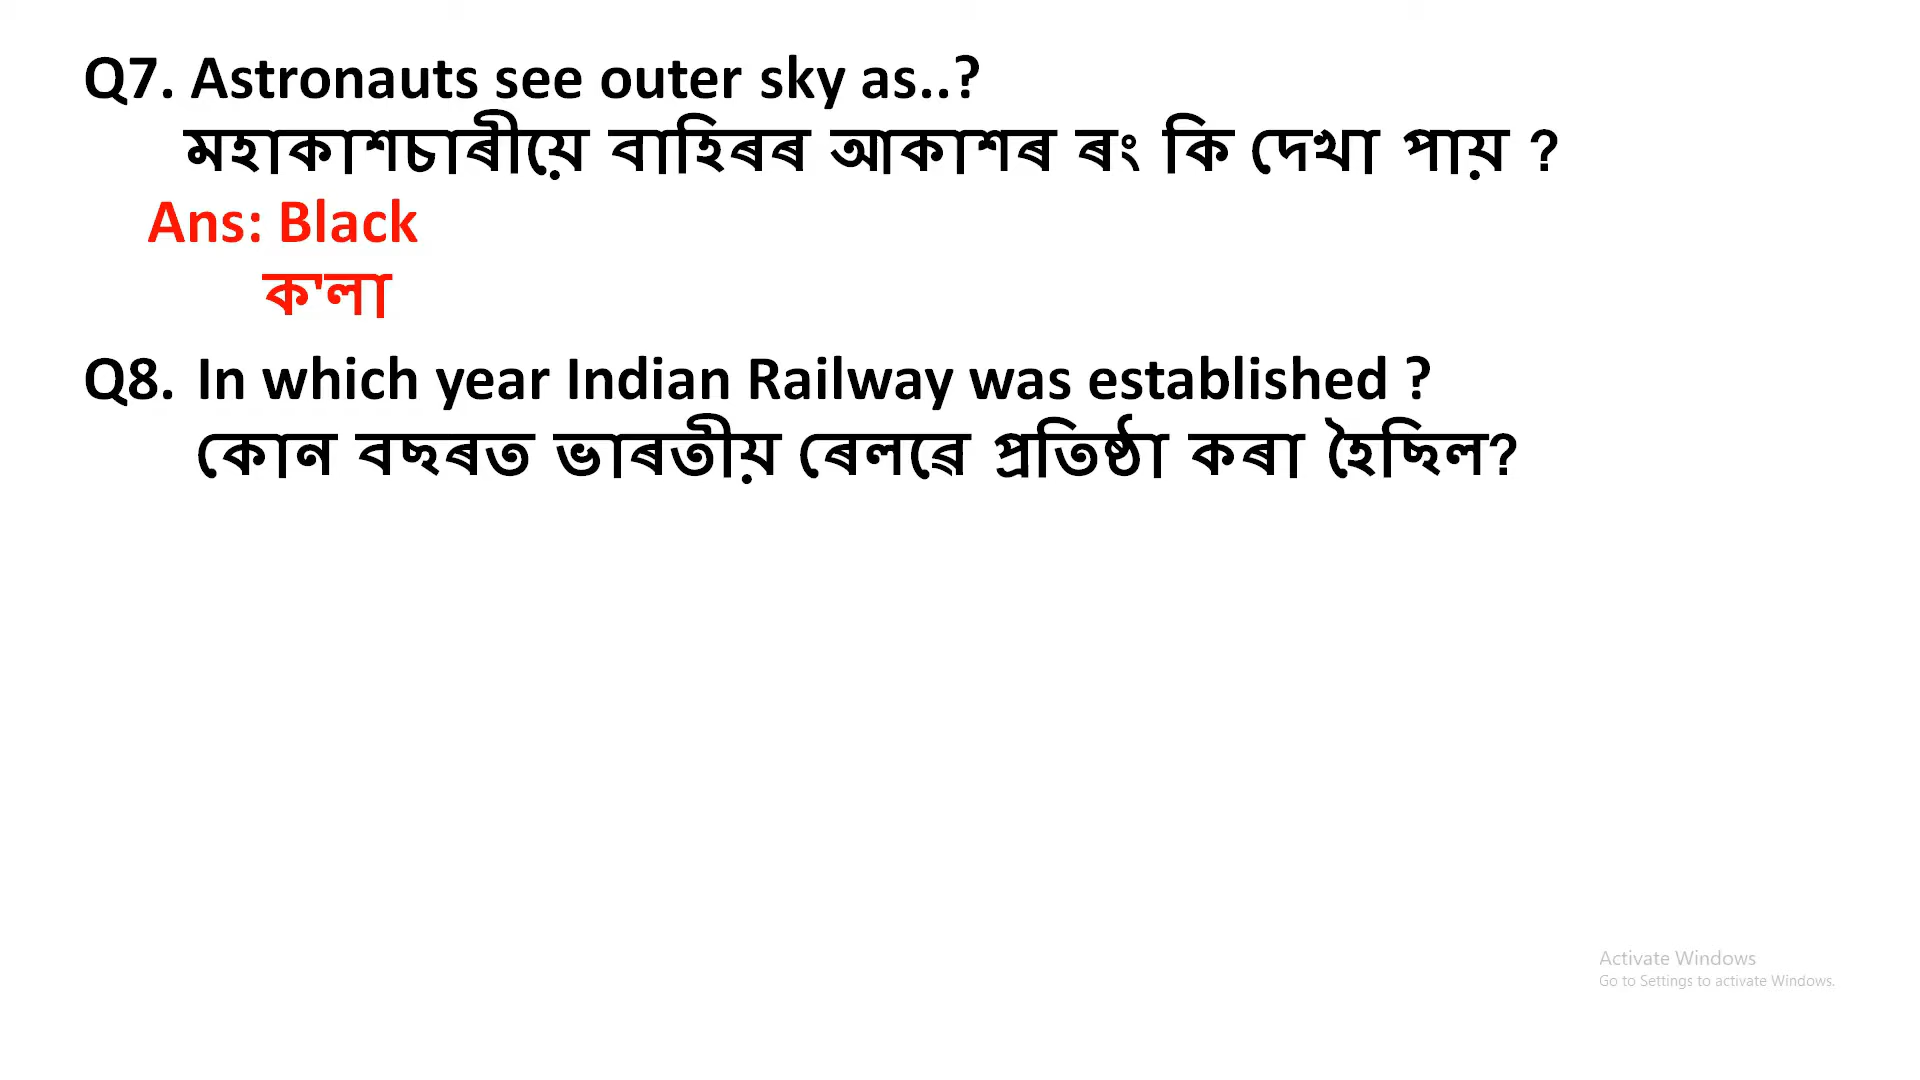 Q7. Astronauts see outer sky as..?
মহাকাশচাৰীয়ে বাহিৰৰ আকাশৰ ৰং কি দেখা পায় ?
Ans: Black
ক'লা
Q8. In which year Indian Railway was established ?
কোন বছৰত ভাৰতীয় ৰেলৱে প্ৰতিষ্ঠা কৰা হৈছিল?
Activate Windows
Go to Settings to activate Windows.